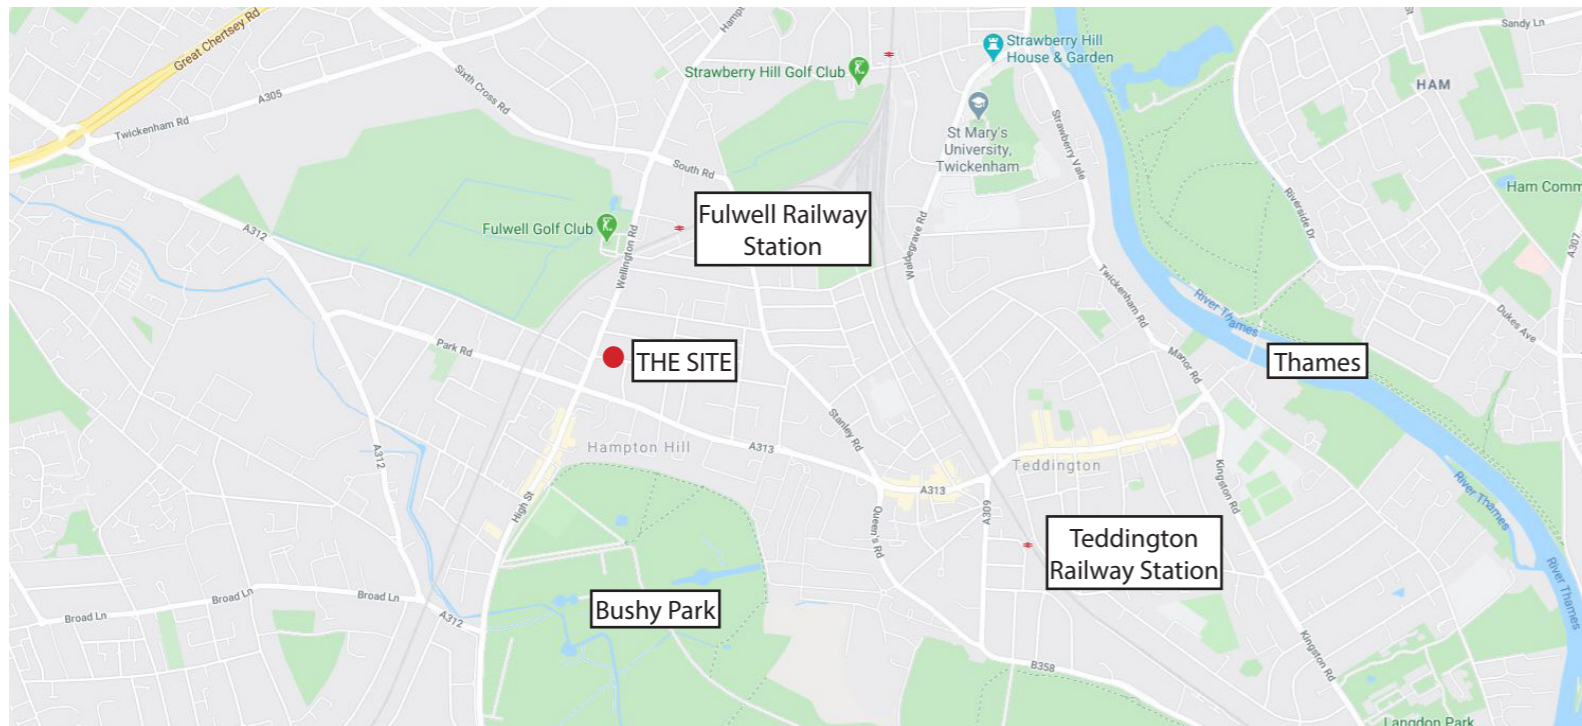 Great Chertsey Rd
Hampt
Sandy Ln
Strawberry Hill
House & Garden
Strawberry Hill Golf Club
Sixth Cross Rd
A305
Twickenham Rd
HAM
St Mary's
University,
Twickenham
Strawberry Vale
South Rd
Ham Comm
Fulwell Railway
Station
Riverside Dr
A307
Fulwell Golf Club
A312
Wellington Rd
Waldegrave Rd
Twickenham Rd
River Thames
Dukes Ave
Park Rd
THE SITE
Manor Rd
Thames
Stanley Rd
Hampton Hill
A313
A312
Teddington
Kingston Rd
A313
River Thames
High St
A309
Queen's Rd
Teddington
Railway Station
River Thames
Broad Ln
Broad Ln
Broad Ln
A312
Bushy Park
Kingston Rd
B358
Langdon Park